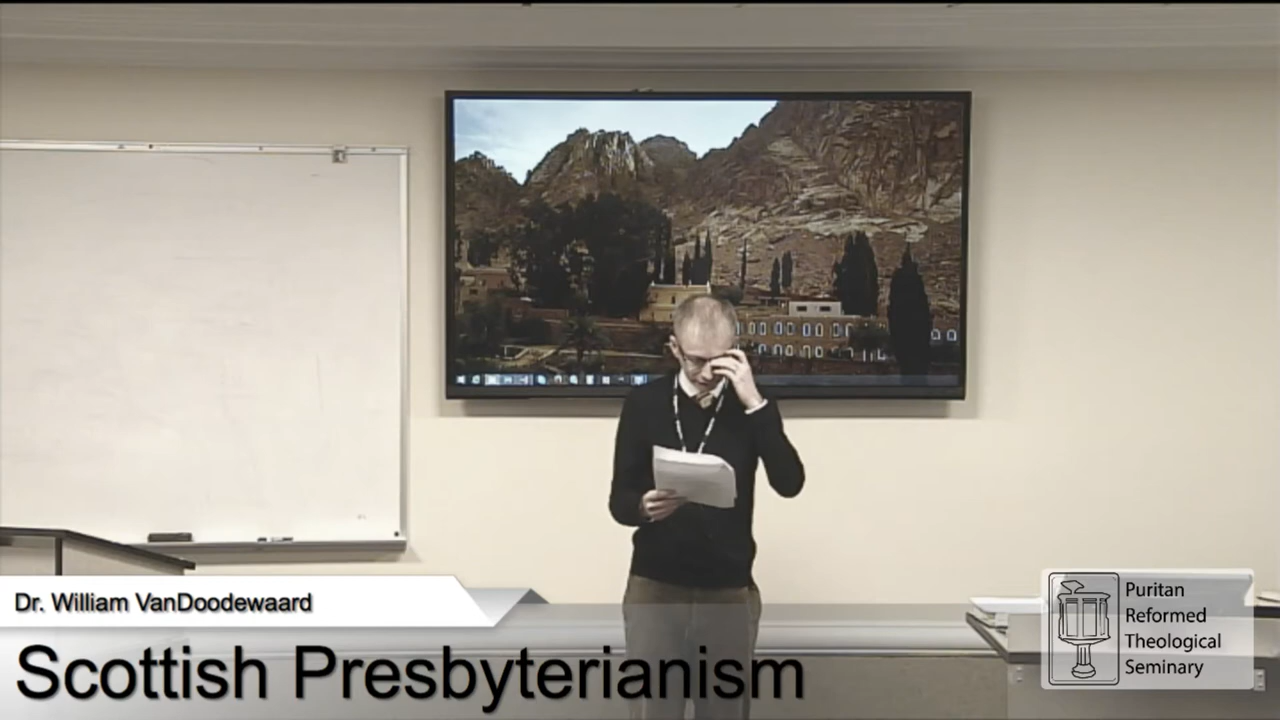 Dr. William VanDoodewaard
Scottish Presbyterianism
Puritan
Reformed
Theological
Seminary